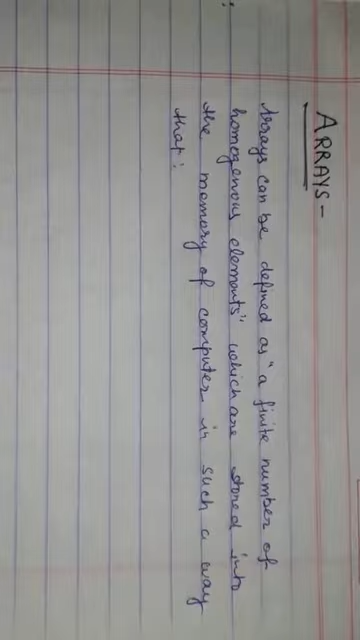 ARRAYS-
Arrays can be defined as "a finite number of
homogenous elements" which are stored into
the memory of computer in such a way
that: